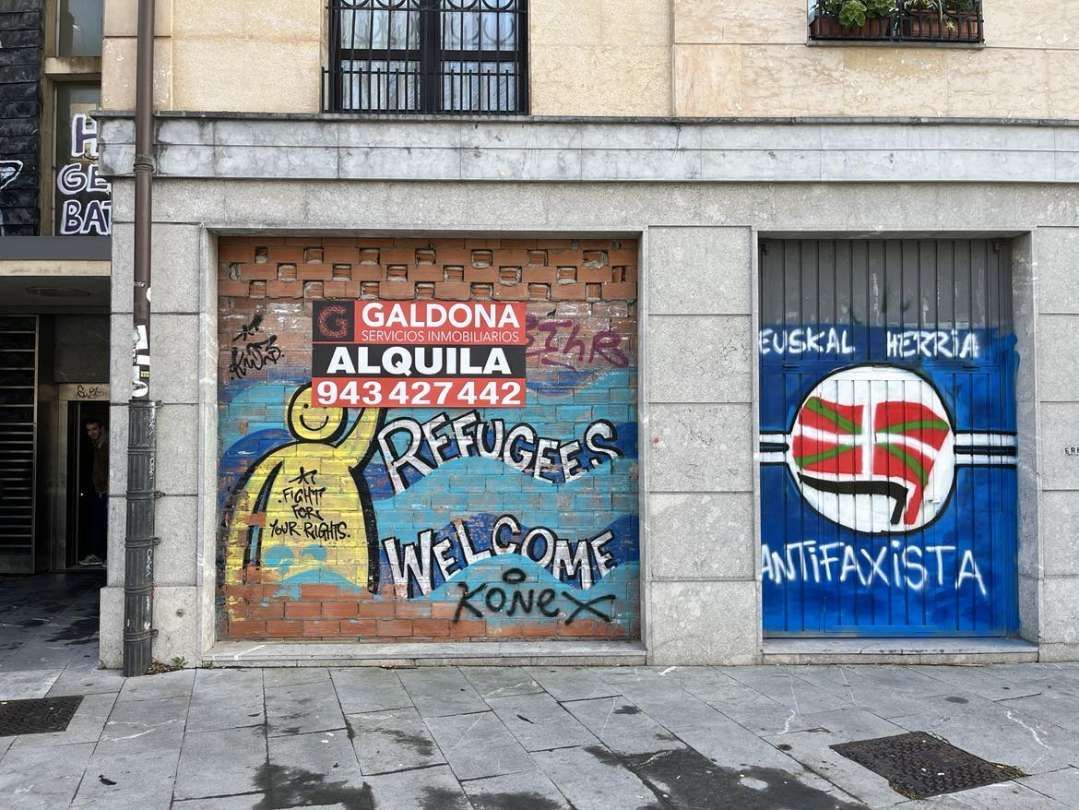 GALDONA
SERVICIOS INMOBILIARIOS
ALQUILA
943 427 442
REFUGEES
WELCOME
FIGHT
FOR
YOUR RIGHTS.
KONEX
EUSKAL HERRIA
ANTIFAXISTA